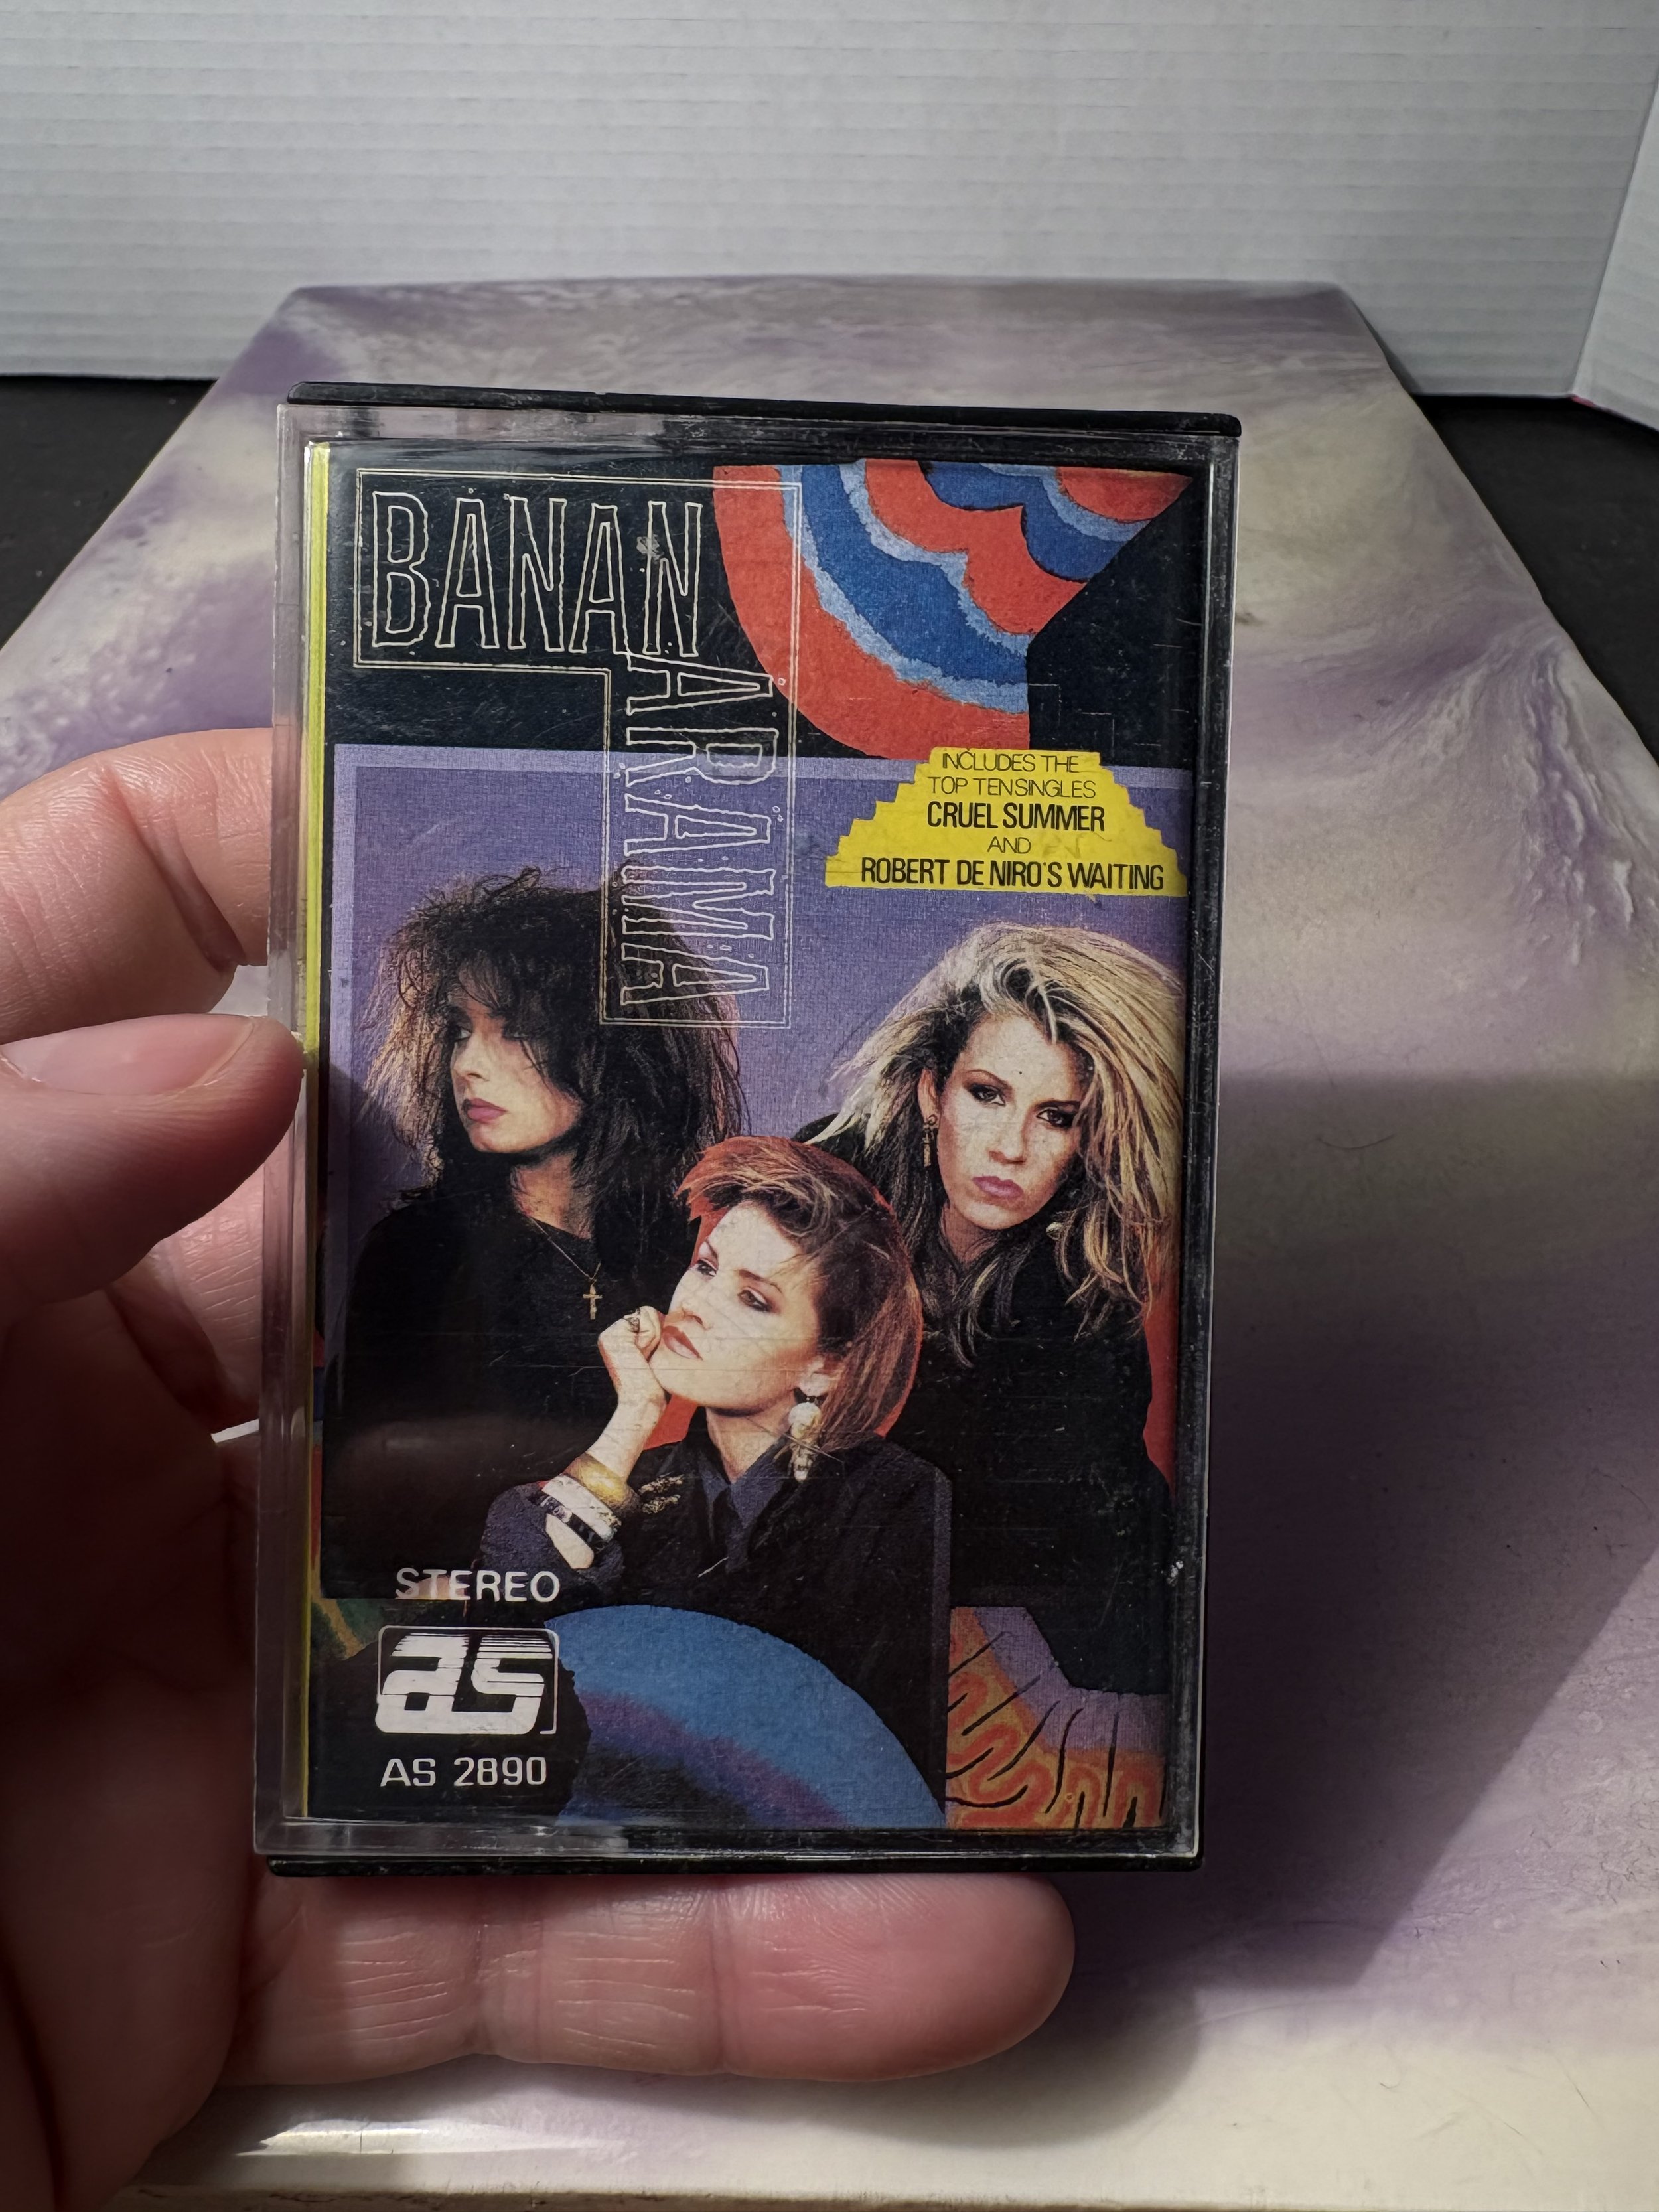 BANAN
ARAMA
INCLUDES THE
TOP TEN SINGLES
CRUEL SUMMER
AND
ROBERT DE NIRO'S WAITING
STEREO
as
AS 2890